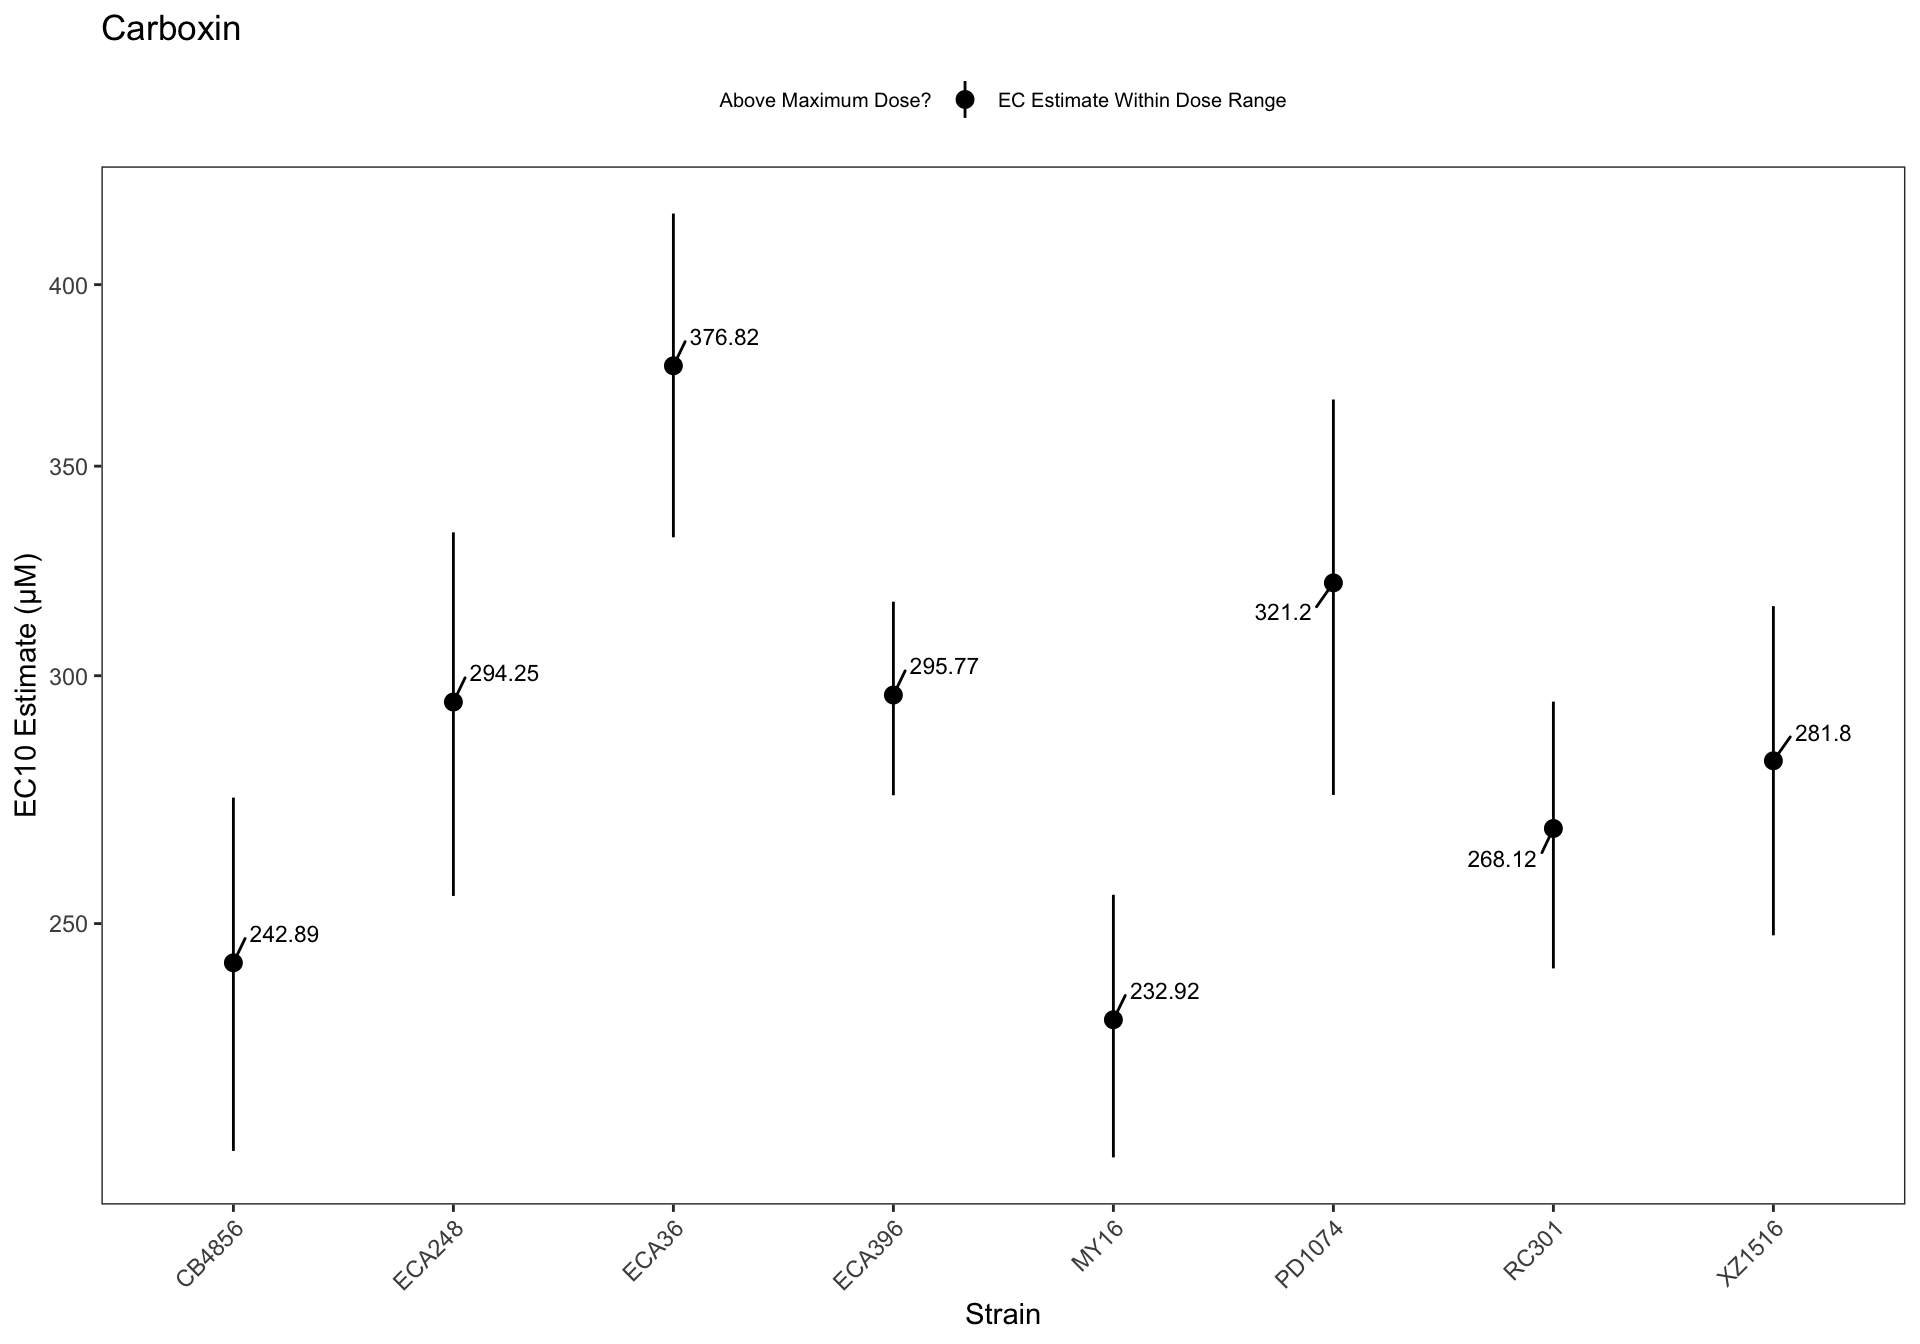 Carboxin
Above Maximum Dose? EC Estimate Within Dose Range
EC10 Estimate (µM)
400
350
300
250
376.82
321.2
294.25
295.77
281.8
268.12
242.89
232.92
CB4856 ECA248 ECA36 ECA396 MY16 PD1074 RC301 XZ1516
Strain